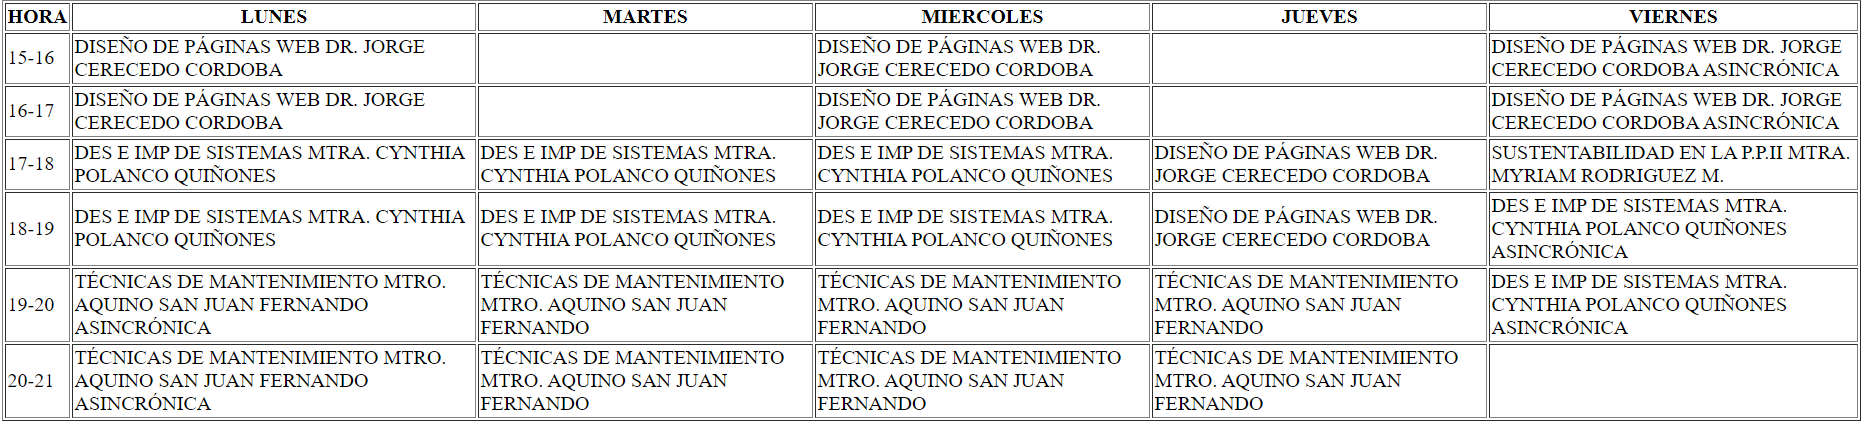 HORA LUNES MARTES MIERCOLES JUEVES VIERNES
15-16
DISEÑO DE PÁGINAS WEB DR. JORGE
CERECEDO CORDOBA
DISEÑO DE PÁGINAS WEB DR.
JORGE CERECEDO CORDOBA
DISEÑO DE PÁGINAS WEB DR. JORGE
CERECEDO CORDOBA ASINCRÓNICA
16-17
DISEÑO DE PÁGINAS WEB DR. JORGE
CERECEDO CORDOBA
DISEÑO DE PÁGINAS WEB DR.
JORGE CERECEDO CORDOBA
DISEÑO DE PÁGINAS WEB DR. JORGE
CERECEDO CORDOBA ASINCRÓNICA
17-18
DES E IMP DE SISTEMAS MTRA. CYNTHIA
POLANCO QUIÑONES
DES E IMP DE SISTEMAS MTRA.
CYNTHIA POLANCO QUIÑONES
DES E IMP DE SISTEMAS MTRA.
CYNTHIA POLANCO QUIÑONES
DISEÑO DE PÁGINAS WEB DR.
JORGE CERECEDO CORDOBA
SUSTENTABILIDAD EN LA P.P.II MTRA.
MYRIAM RODRIGUEZ M.
18-19
DES E IMP DE SISTEMAS MTRA. CYNTHIA
POLANCO QUIÑONES
DES E IMP DE SISTEMAS MTRA.
CYNTHIA POLANCO QUIÑONES
DES E IMP DE SISTEMAS MTRA.
CYNTHIA POLANCO QUIÑONES
DISEÑO DE PÁGINAS WEB DR.
JORGE CERECEDO CORDOBA
DES E IMP DE SISTEMAS MTRA.
CYNTHIA POLANCO QUIÑONES
ASINCRÓNICA
19-20
TÉCNICAS DE MANTENIMIENTO MTRO.
AQUINO SAN JUAN FERNANDO
ASINCRÓNICA
TÉCNICAS DE MANTENIMIENTO
MTRO. AQUINO SAN JUAN
FERNANDO
TÉCNICAS DE MANTENIMIENTO
MTRO. AQUINO SAN JUAN
FERNANDO
TÉCNICAS DE MANTENIMIENTO
MTRO. AQUINO SAN JUAN
FERNANDO
DES E IMP DE SISTEMAS MTRA.
CYNTHIA POLANCO QUIÑONES
ASINCRÓNICA
20-21
TÉCNICAS DE MANTENIMIENTO MTRO.
AQUINO SAN JUAN FERNANDO
ASINCRÓNICA
TÉCNICAS DE MANTENIMIENTO
MTRO. AQUINO SAN JUAN
FERNANDO
TÉCNICAS DE MANTENIMIENTO
MTRO. AQUINO SAN JUAN
FERNANDO
TÉCNICAS DE MANTENIMIENTO
MTRO. AQUINO SAN JUAN
FERNANDO